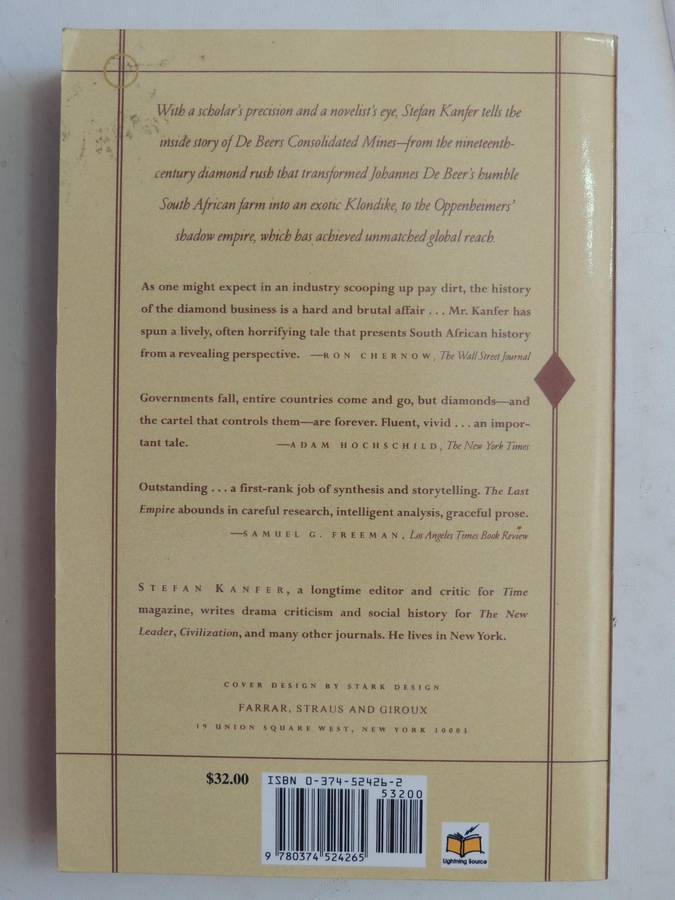 With a scholar's precision and a novelist's eye, Stefan Kanfer tells the
inside story of De Beers Consolidated Mines—from the nineteenth-
century diamond rush that transformed Johannes De Beer's humble
South African farm into an exotic Klondike, to the Oppenheimers'
shadow empire, which has achieved unmatched global reach.
As one might expect in an industry scooping up pay dirt, the history
of the diamond business is a hard and brutal affair . . . Mr. Kanfer has
spun a lively, often horrifying tale that presents South African history
from a revealing perspective. —RON CHERNOW, The Wall Street Journal
Governments fall, entire countries come and go, but diamonds—and
the cartel that controls them—are forever. Fluent, vivid . . . an impor-
tant tale. —ADAM HOCHSCHILD, The New York Times
Outstanding . . . a first-rank job of synthesis and storytelling. The Last
Empire abounds in careful research, intelligent analysis, graceful prose.
—SAMUEL G. FREEMAN, Los Angeles Times Book Review
STEFAN KANFER, a longtime editor and critic for Time
magazine, writes drama criticism and social history for The New
Leader, Civilization, and many other journals. He lives in New York.
COVER DESIGN BY STARK DESIGN
FARRAR, STRAUS AND GIROUX
19 UNION SQUARE WEST, NEW YORK 10003
$32.00
ISBN 0-374-52426-2
53200
9 780374 524265
Lightning Source